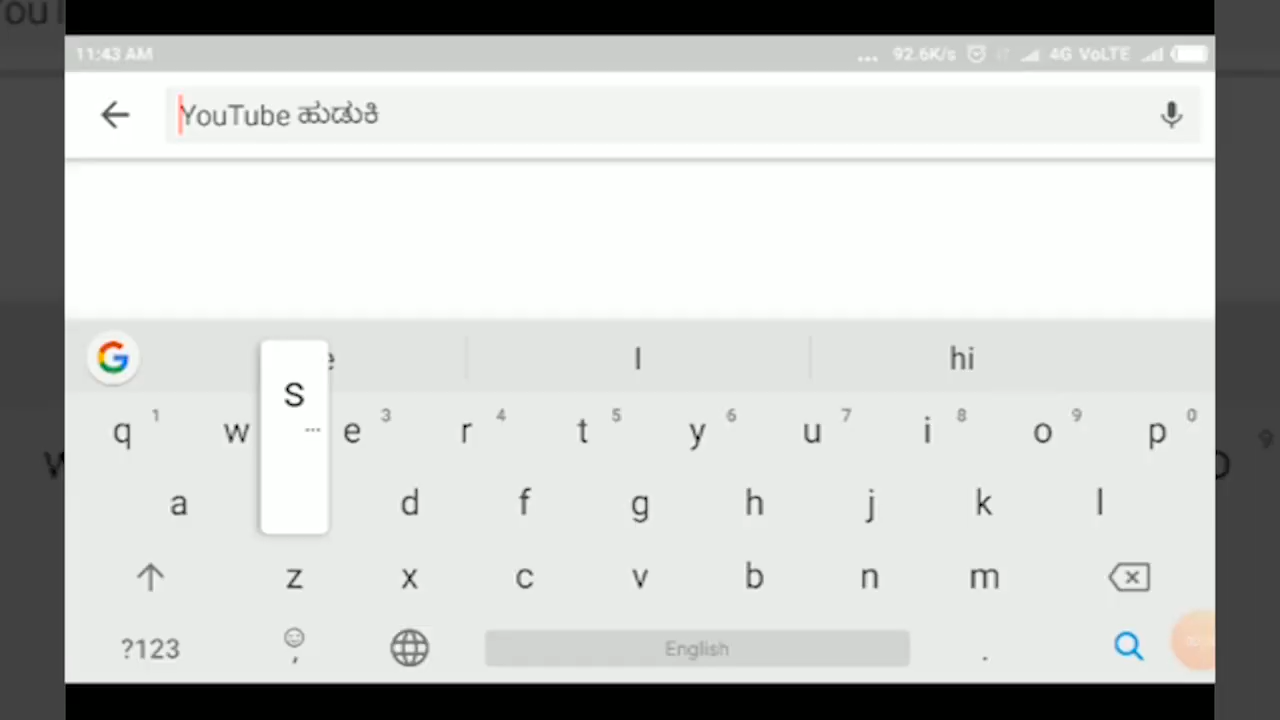 11:43 AM ... 92.6K/s 4G VoLTE
YouTube ಹುಡುಕಿ
I hi
q 1 w e 3 r 4 t 5 y 6 u 7 i 8 o 9 p 0
S
...
a d f g h j k l
z x c v b n m
?123 , English .